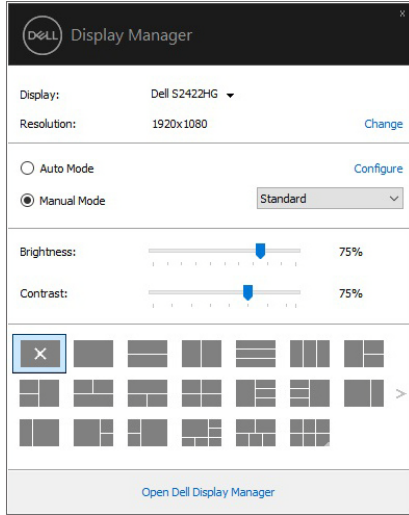 x
DELL Display Manager
Display: Dell S2422HG
Resolution: 1920x1080 Change
Auto Mode Configure
Manual Mode Standard
Brightness: 75%
Contrast: 75%
Open Dell Display Manager